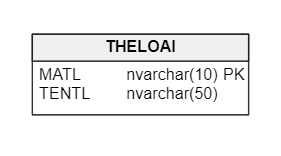 THELOAI
MATL nvarchar(10) PK
TENTL nvarchar(50)